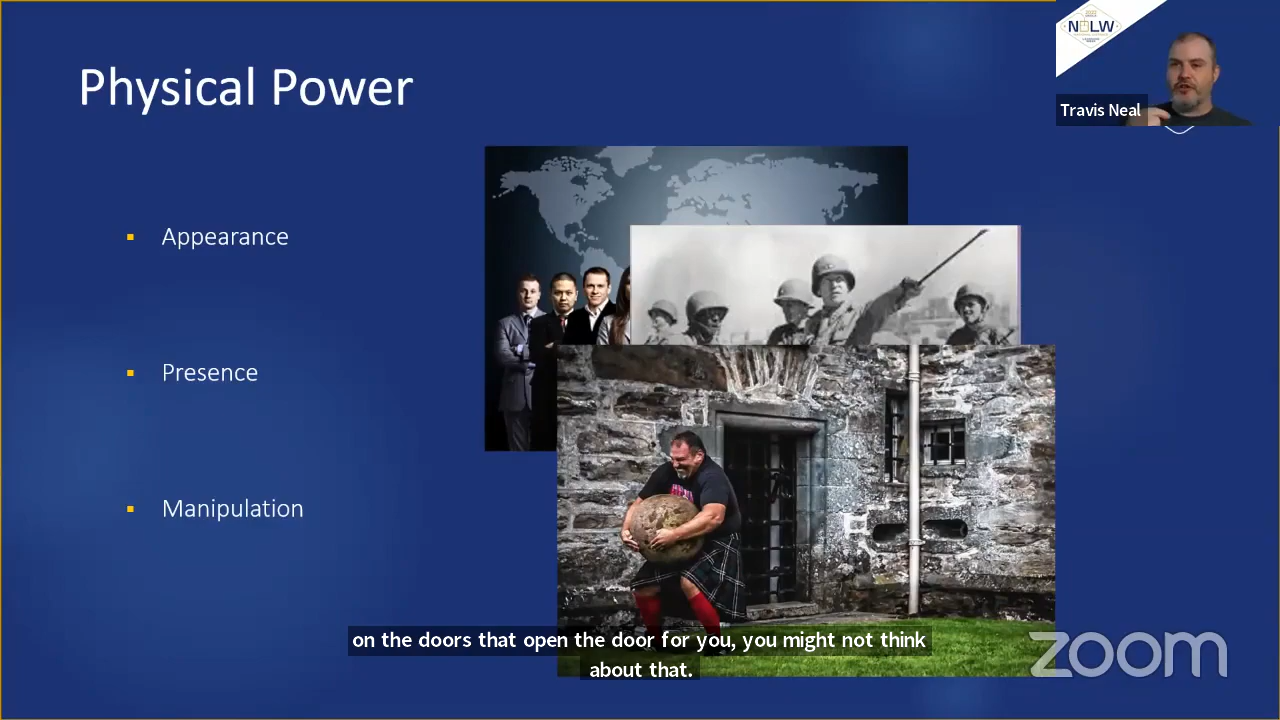 Physical Power
NOLW
Travis Neal
Appearance
Presence
Manipulation
on the doors that open the door for you, you might not think
about that.
zoom